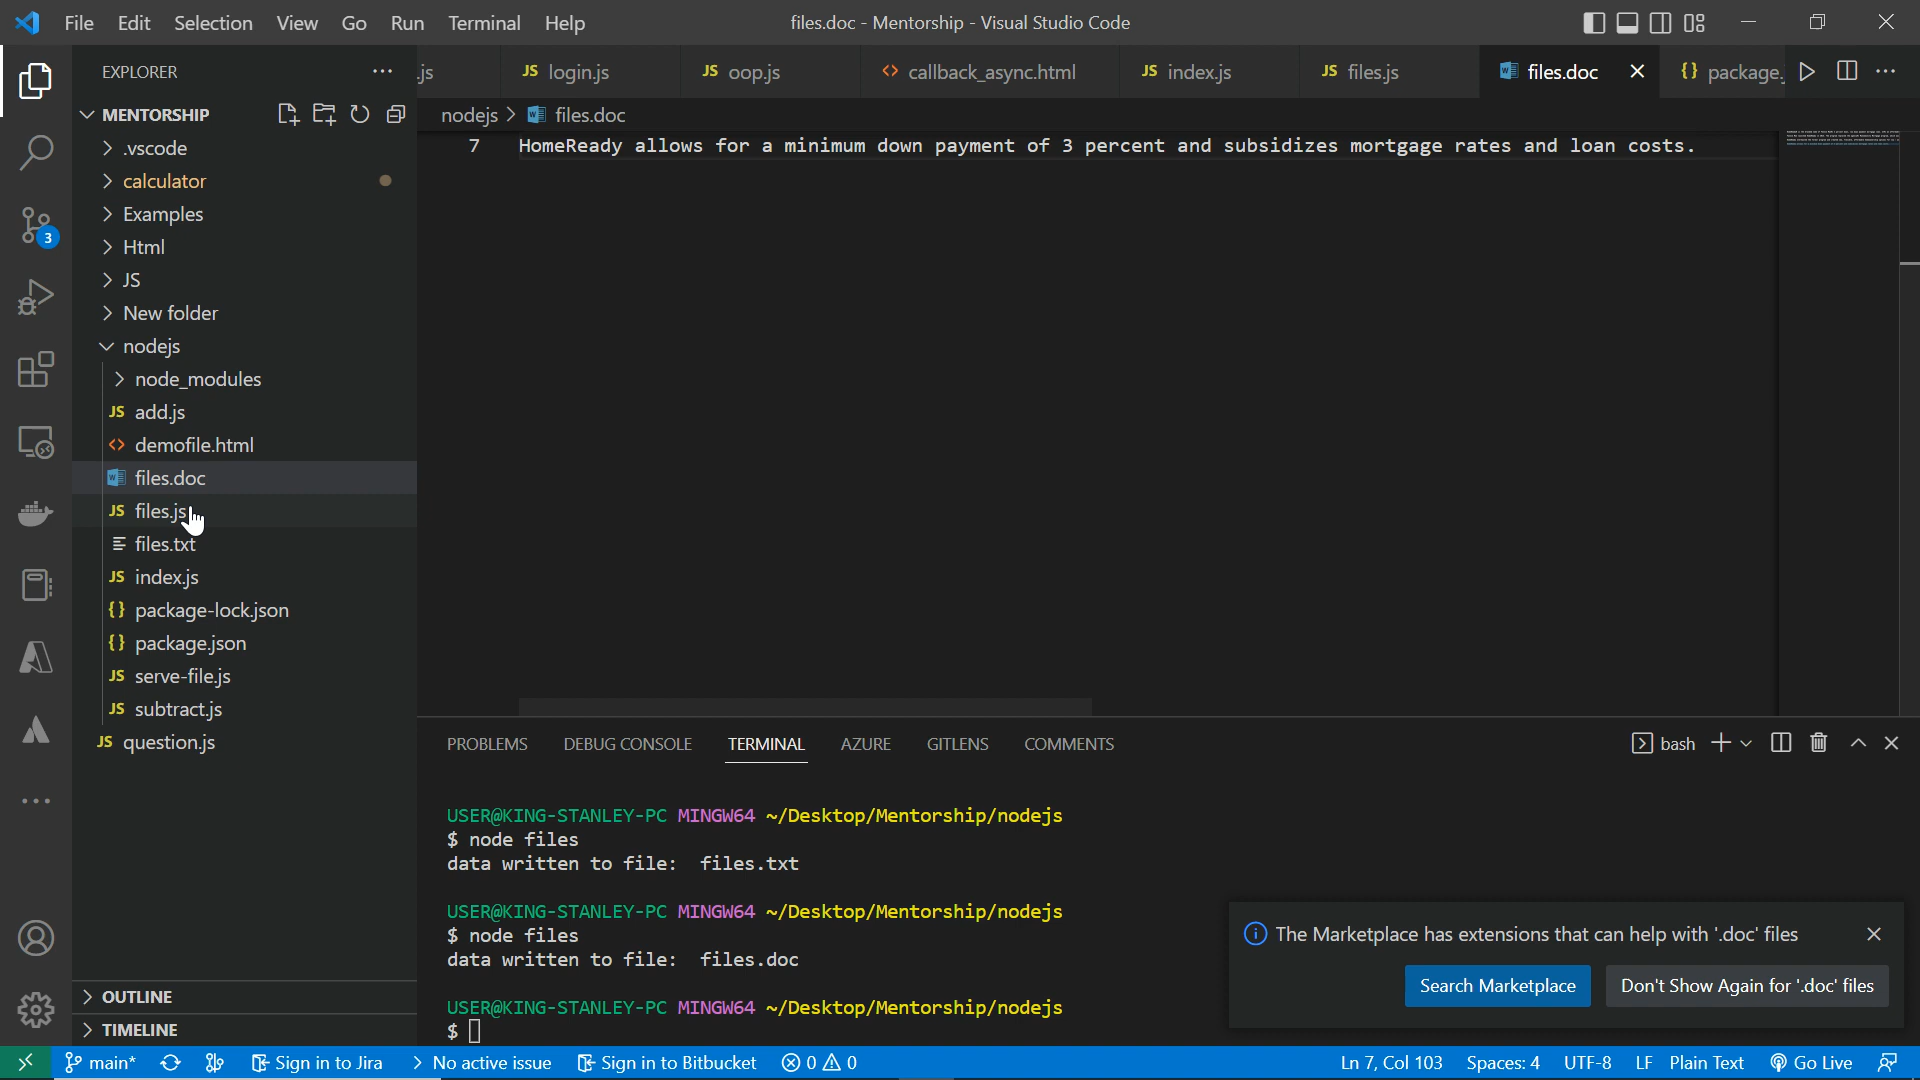 File Edit Selection View Go Run Terminal Help
files.doc - Mentorship - Visual Studio Code
EXPLORER
.js
JS login.js
JS oop.js
<> callback_async.html
JS index.js
JS files.js
files.doc
{} package.
MENTORSHIP
nodejs > files.doc
7 HomeReady allows for a minimum down payment of 3 percent and subsidizes mortgage rates and loan costs.
.vscode
calculator
Examples
3
Html
JS
New folder
nodejs
node_modules
JS add.js
<> demofile.html
files.doc
JS files.js
files.txt
JS index.js
{} package-lock.json
{} package.json
JS serve-file.js
JS subtract.js
JS question.js
OUTLINE
TIMELINE
PROBLEMS DEBUG CONSOLE TERMINAL AZURE GITLENS COMMENTS
bash
USER@KING-STANLEY-PC MINGW64 ~/Desktop/Mentorship/nodejs
$ node files
data written to file: files.txt
USER@KING-STANLEY-PC MINGW64 ~/Desktop/Mentorship/nodejs
$ node files
data written to file: files.doc
USER@KING-STANLEY-PC MINGW64 ~/Desktop/Mentorship/nodejs
$
The Marketplace has extensions that can help with '.doc' files
Search Marketplace
Don't Show Again for '.doc' files
main* Sign in to Jira > No active issue Sign in to Bitbucket 0 0
Ln 7, Col 103 Spaces: 4 UTF-8 LF Plain Text Go Live